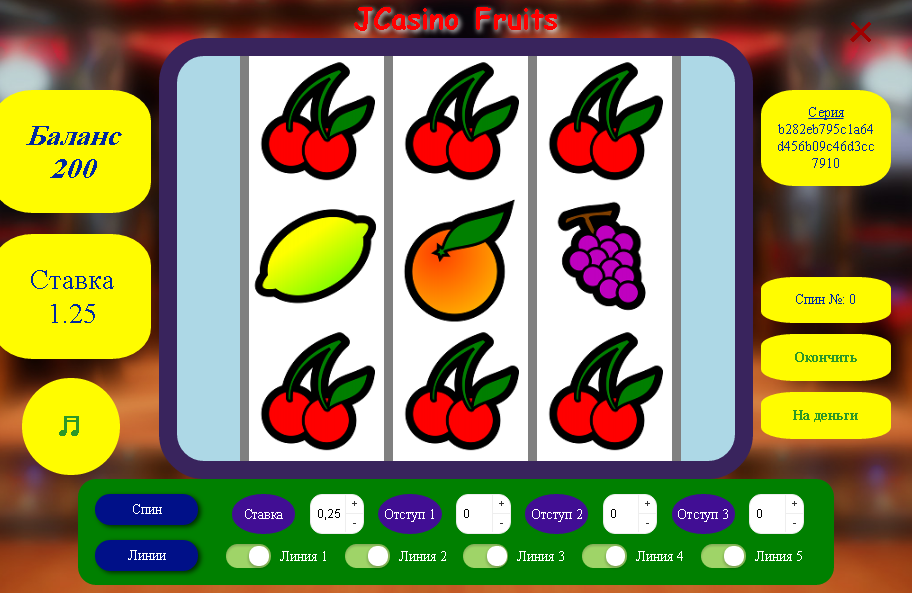 JCasino Fruits
Баланс
200
Ставка
1.25
Серия
b282eb795c1a64
d456b09c46d3cc
7910
Спин №: 0
Окончить
На деньги
Спин
Ставка
0,25
+
-
Отступ 1
0
+
-
Отступ 2
0
+
-
Отступ 3
0
+
-
Линии
Линия 1
Линия 2
Линия 3
Линия 4
Линия 5